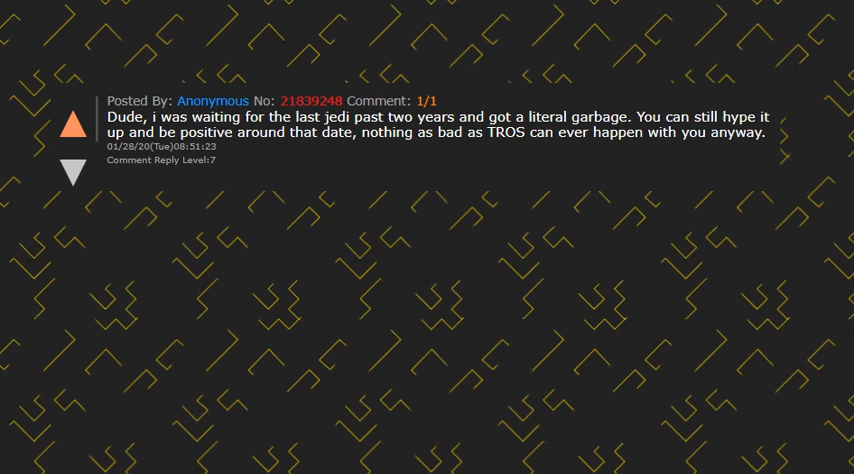 Posted By: Anonymous No: 21839248 Comment: 1/1
Dude, i was waiting for the last jedi past two years and got a literal garbage. You can still hype it
up and be positive around that date, nothing as bad as TROS can ever happen with you anyway.
01/28/20(Tue)08:51:23
Comment Reply Level:7